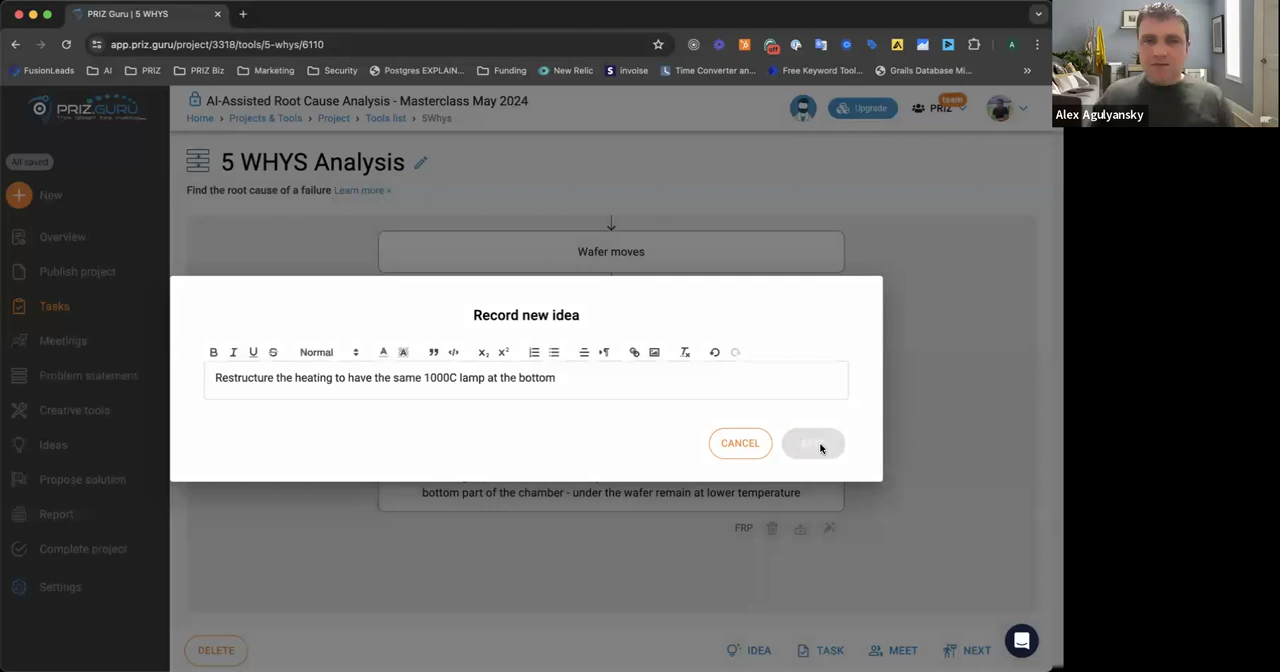 PRIZ Guru | 5 WHYS
app.priz.guru/project/3318/tools/5-whys/6110
FusionLeads
AI
PRIZ
PRIZ Biz
Marketing
Security
Postgres EXPLAIN...
Funding
New Relic
invoise
Time Converter an...
Free Keyword Tool...
Grails Database Mi...
off
A
Alex Agulyansky
PRIZ.GURU
AI-Assisted Root Cause Analysis - Masterclass May 2024
Home Projects & Tools Project Tools list 5Whys
Upgrade
PRIZ
team
All saved
New
Overview
Publish project
Tasks
Meetings
Problem statement
Creative tools
Ideas
Propose solution
Report
Complete project
Settings
5 WHYS Analysis
Find the root cause of a failure Learn more »
Wafer moves
Record new idea
Normal
Restructure the heating to have the same 1000C lamp at the bottom
CANCEL
bottom part of the chamber - under the wafer remain at lower temperature
FRP
DELETE
IDEA
TASK
MEET
NEXT